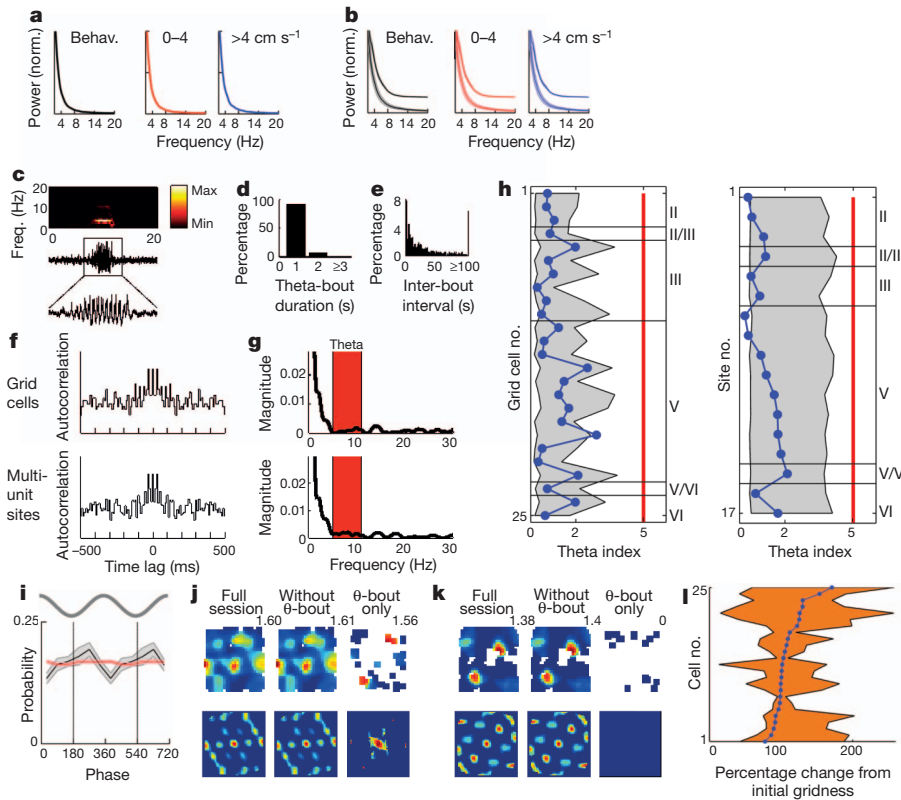 a
b
Behav.
0–4
>4 cm s⁻¹
Behav.
0–4
>4 cm s⁻¹
Power (norm.)
Power (norm.)
4 8 14 20
4 8 14 20
4 8 14 20
4 8 14 20
4 8 14 20
4 8 14 20
Frequency (Hz)
Frequency (Hz)
c
Freq. (Hz)
20
10
0
0
20
Max
Min
d
Percentage
100
50
0
1 2 ≥3
Theta-bout
duration (s)
e
Percentage
8
4
0
0 50 ≥100
Inter-bout
interval (s)
f
Grid
cells
Autocorrelation
Multi-
unit
sites
Autocorrelation
−500 0 500
Time lag (ms)
g
Theta
Magnitude
0.02
0.01
0
0 10 20 30
Magnitude
0.02
0.01
0
0 10 20 30
Frequency (Hz)
h
Grid cell no.
1
25
II
II/III
III
V
V/VI
VI
0 2 5
Theta index
Site no.
1
17
II
II/II
III
V
V/V
VI
0 2 5
Theta index
i
Probability
0.25
0
0 180 360 540 720
Phase
j
Full
session
Without
θ-bout
θ-bout
only
1.60 1.61 1.56
k
Full
session
Without
θ-bout
θ-bout
only
1.38 1.4 0
l
Cell no.
25
1
0 100 200
Percentage change from
initial gridness